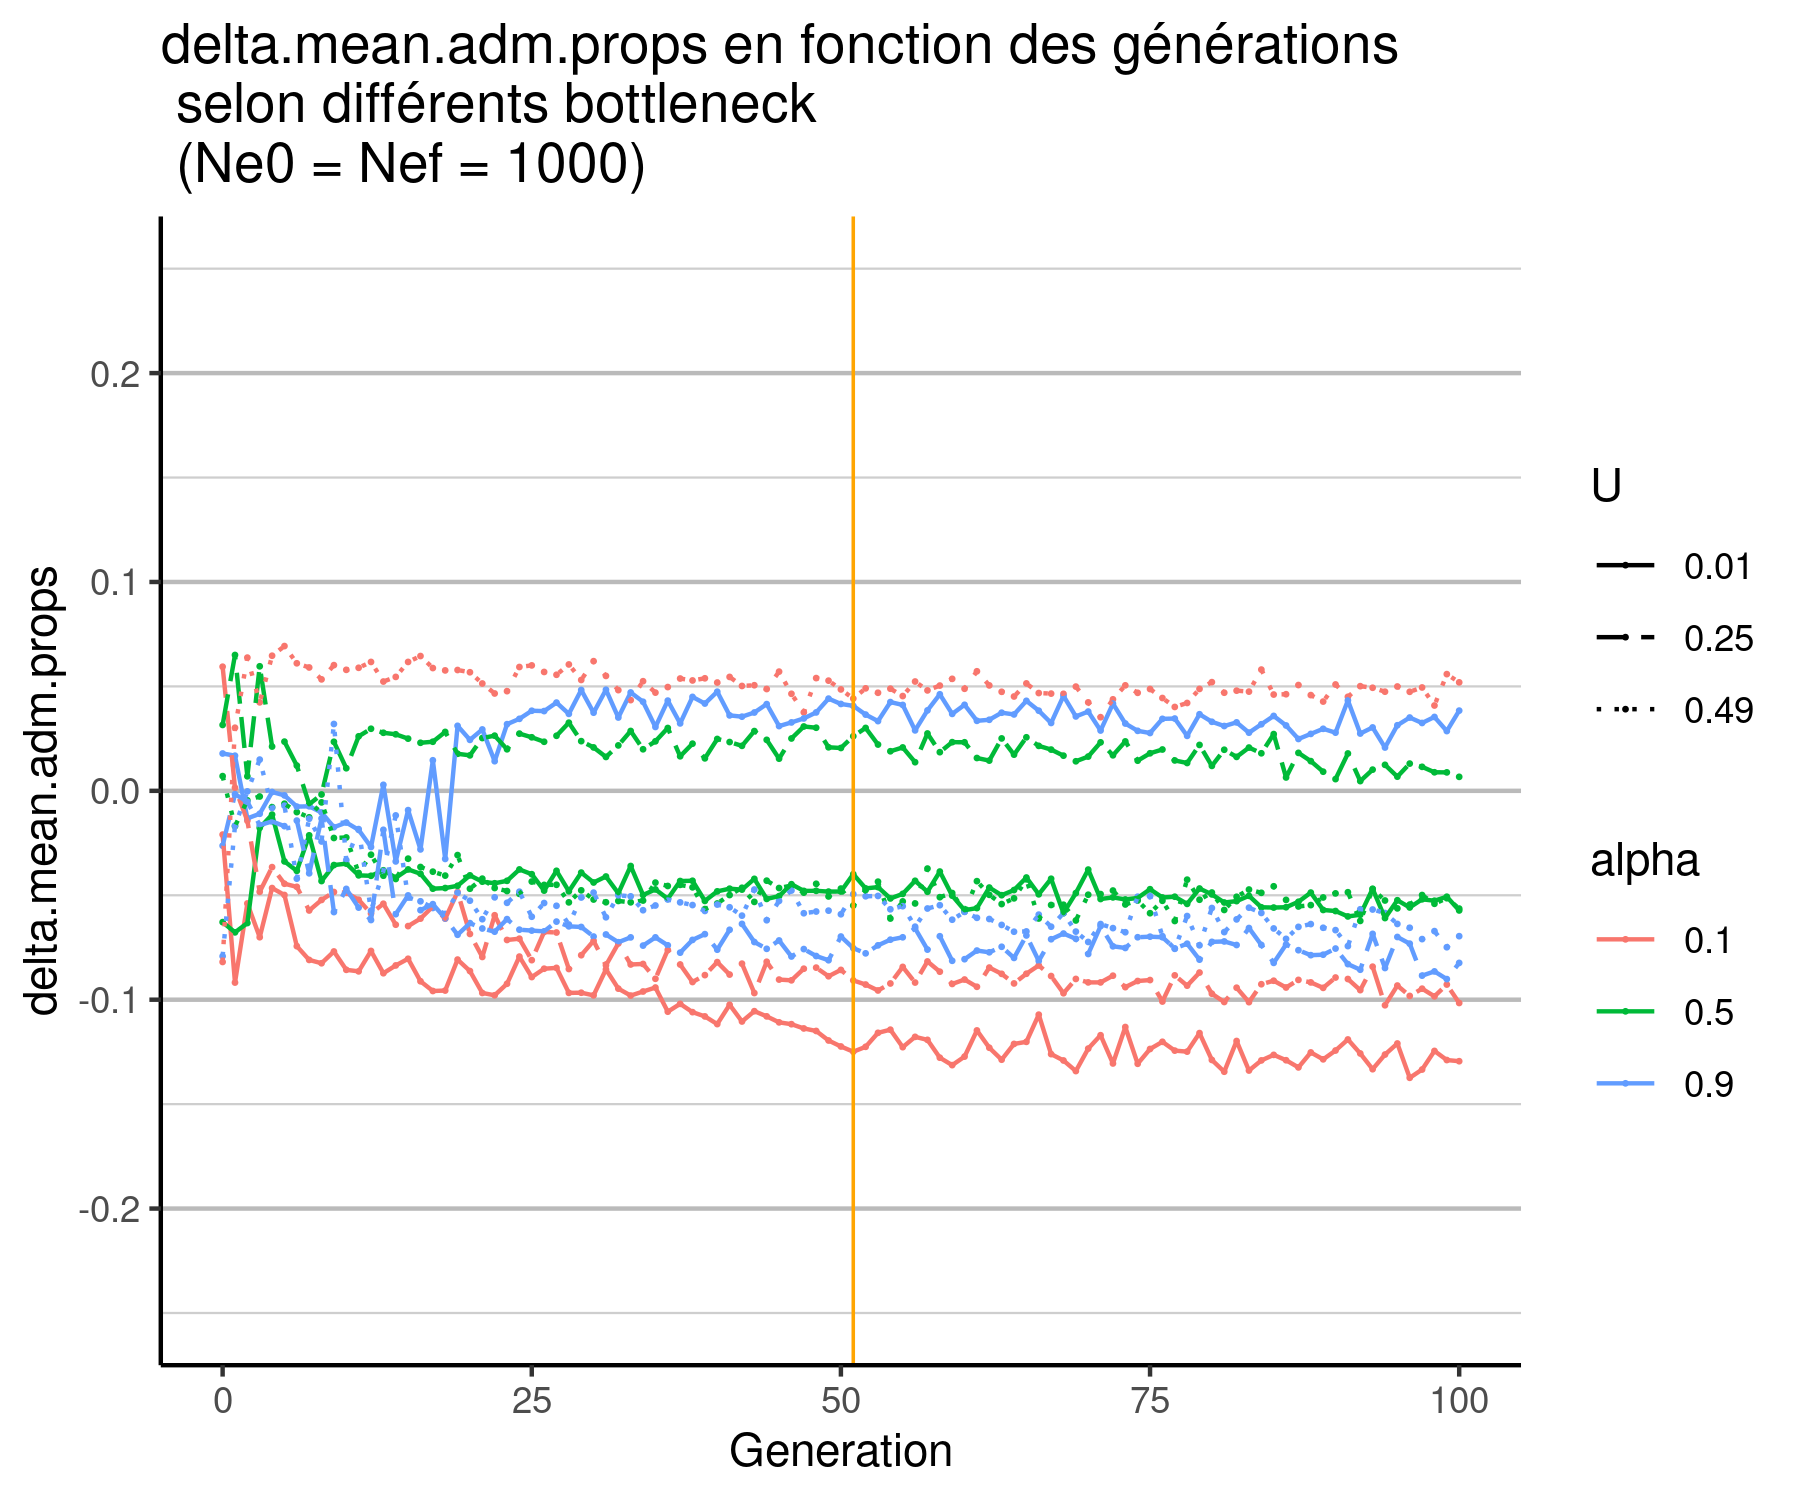 delta.mean.adm.props en fonction des générations
selon différents bottleneck
(Ne0 = Nef = 1000)
delta.mean.adm.props
0.2
0.1
0.0
-0.1
-0.2
0
25
50
75
100
Generation
U
0.01
0.25
0.49
alpha
0.1
0.5
0.9